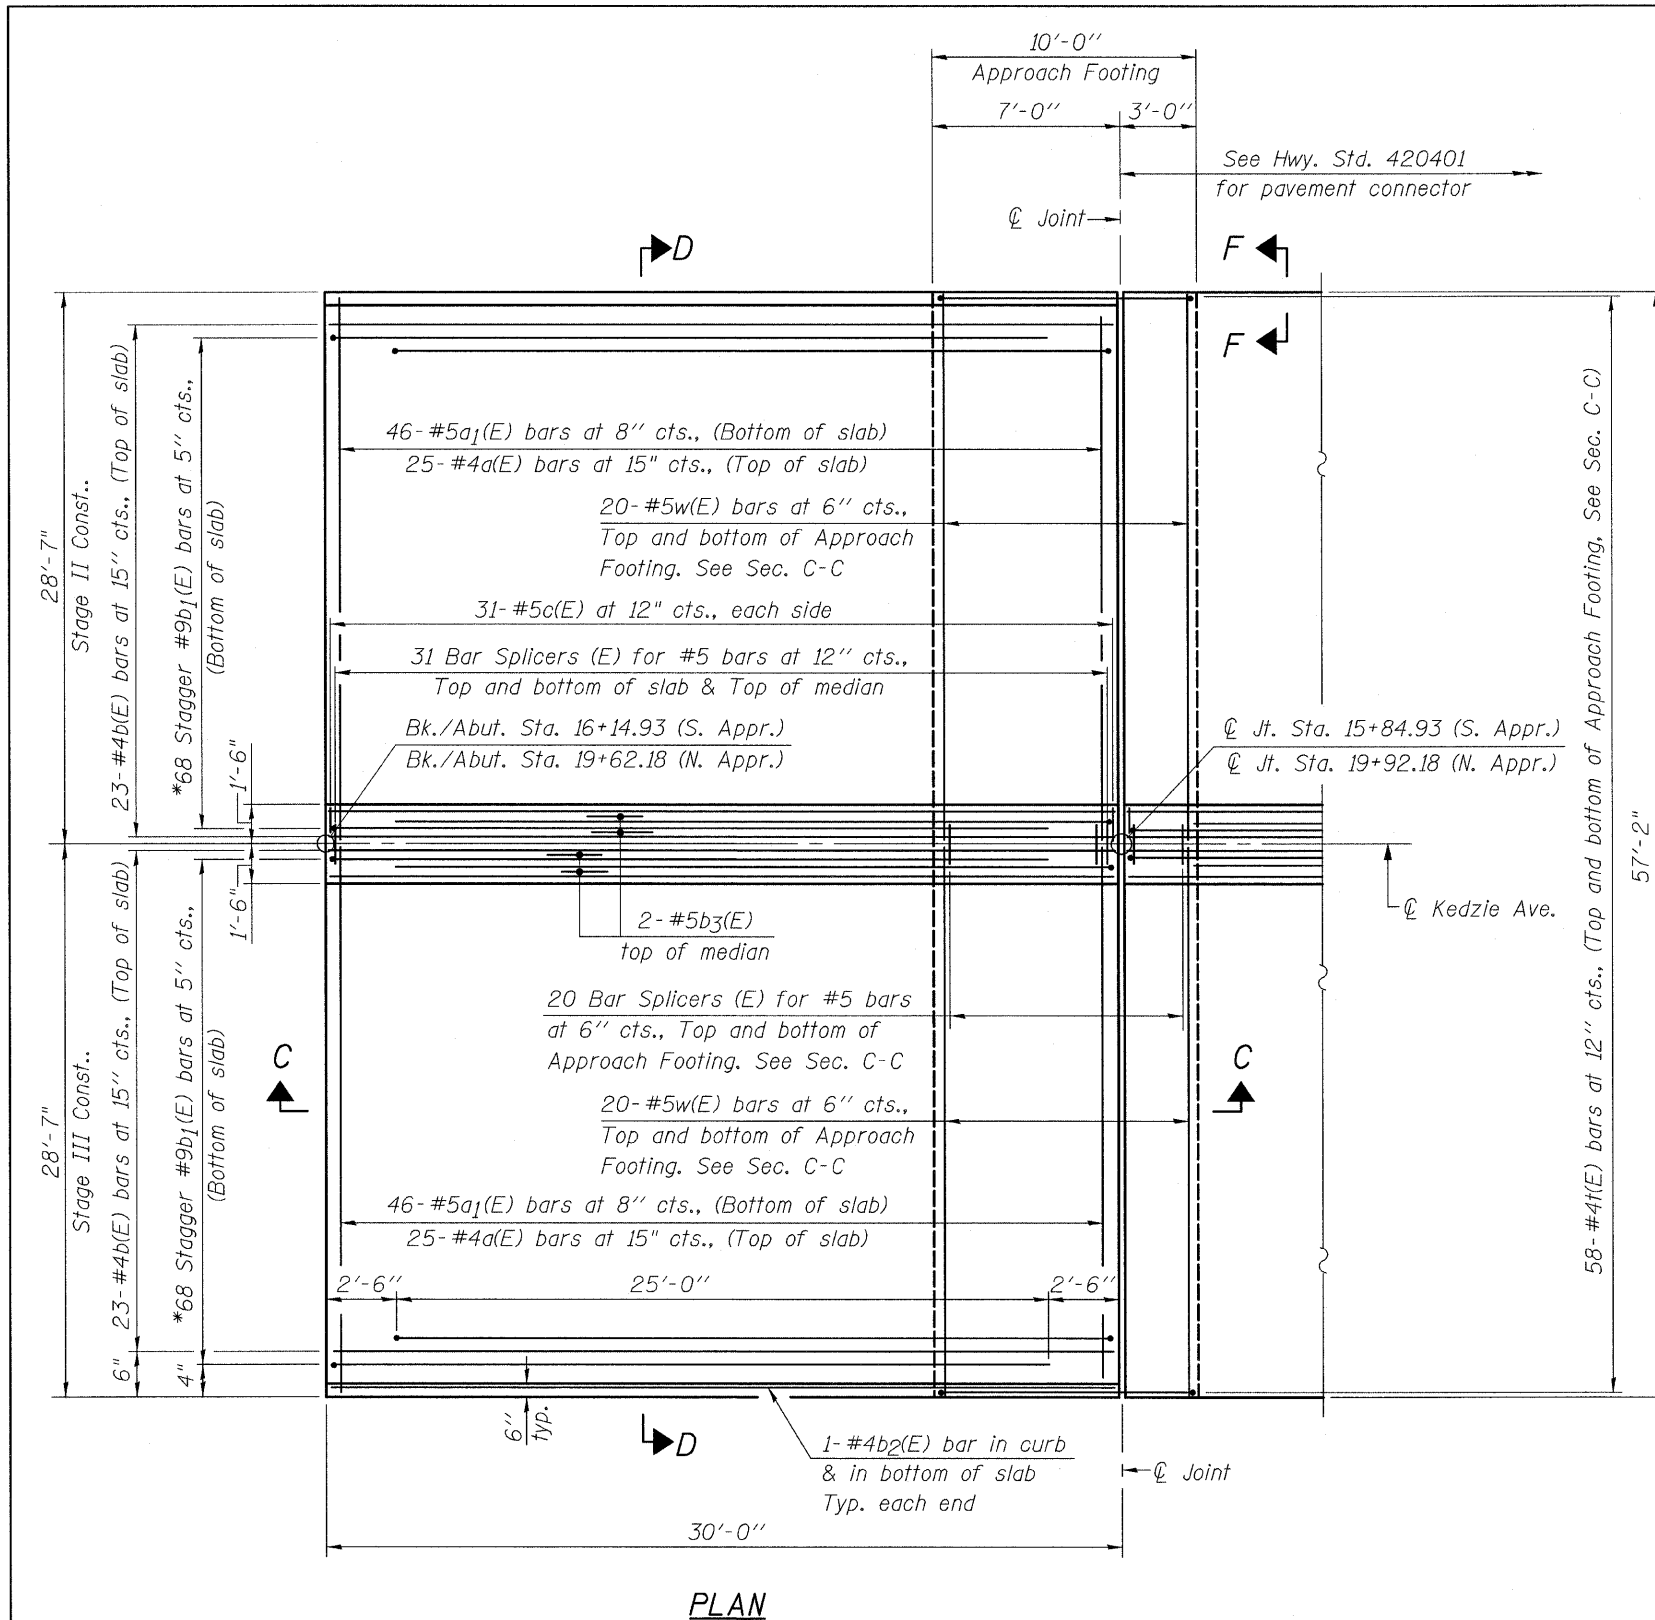 10'-0"
Approach Footing
7'-0"
3'-0"
See Hwy. Std. 420401
for pavement connector
℄ Joint
D
F
F
28'-7"
Stage II Const..
23-#4b(E) bars at 15" cts., (Top of slab)
*68 Stagger #9b1(E) bars at 5" cts.,
(Bottom of slab)
1'-6"
46-#5a1(E) bars at 8" cts., (Bottom of slab)
25-#4a(E) bars at 15" cts., (Top of slab)
20-#5w(E) bars at 6" cts.,
Top and bottom of Approach
Footing. See Sec. C-C
31-#5c(E) at 12" cts., each side
31 Bar Splicers (E) for #5 bars at 12" cts.,
Top and bottom of slab & Top of median
Bk./Abut. Sta. 16+14.93 (S. Appr.)
Bk./Abut. Sta. 19+62.18 (N. Appr.)
℄ Jt. Sta. 15+84.93 (S. Appr.)
℄ Jt. Sta. 19+92.18 (N. Appr.)
58-#4t(E) bars at 12" cts., (Top and bottom of Approach Footing, See Sec. C-C)
57'-2"
℄ Kedzie Ave.
2-#5b3(E)
top of median
28'-7"
Stage III Const..
6"
23-#4b(E) bars at 15" cts., (Top of slab)
4"
*68 Stagger #9b1(E) bars at 5" cts.,
(Bottom of slab)
1'-6"
20 Bar Splicers (E) for #5 bars
at 6" cts., Top and bottom of
Approach Footing. See Sec. C-C
C
C
20-#5w(E) bars at 6" cts.,
Top and bottom of Approach
Footing. See Sec. C-C
46-#5a1(E) bars at 8" cts., (Bottom of slab)
25-#4a(E) bars at 15" cts., (Top of slab)
2'-6"
25'-0"
2'-6"
6"
typ.
D
1-#4b2(E) bar in curb
& in bottom of slab
Typ. each end
℄ Joint
30'-0"
PLAN